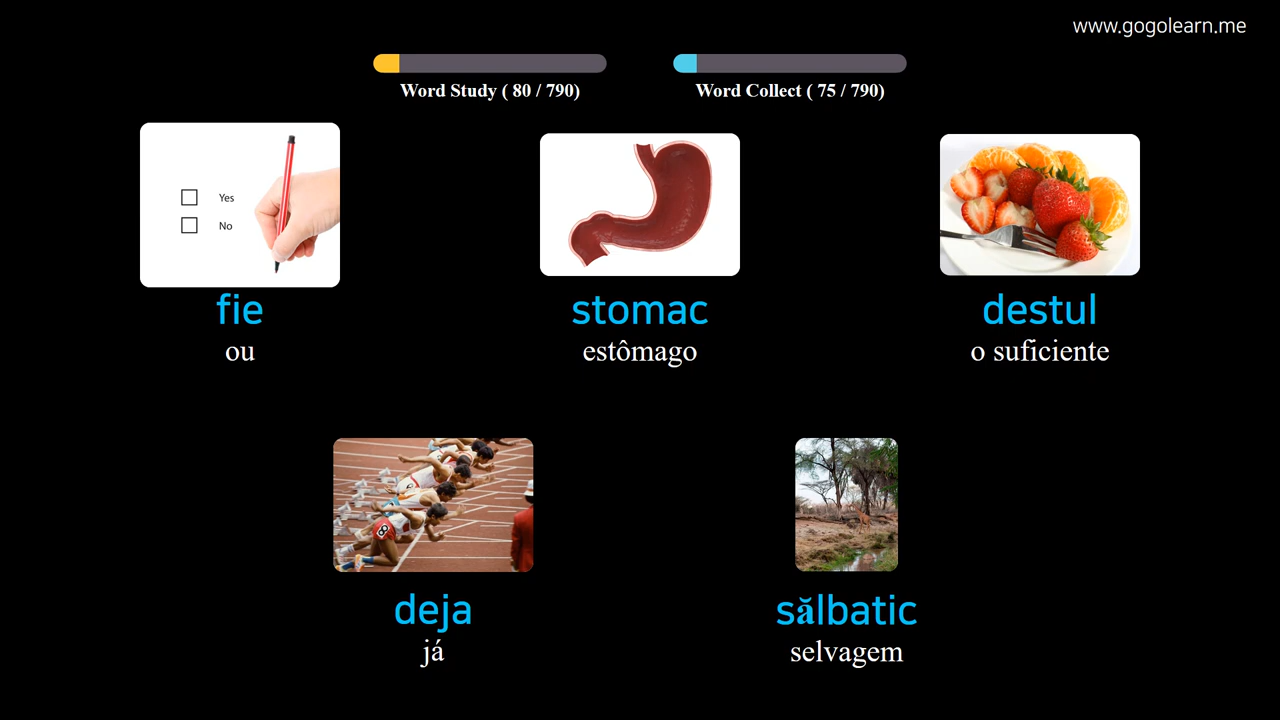 www.gogolearn.me
Word Study ( 80 / 790)
Word Collect ( 75 / 790)
Yes
No
fie
ou
stomac
estômago
destul
o suficiente
8
deja
já
sălbatic
selvagem